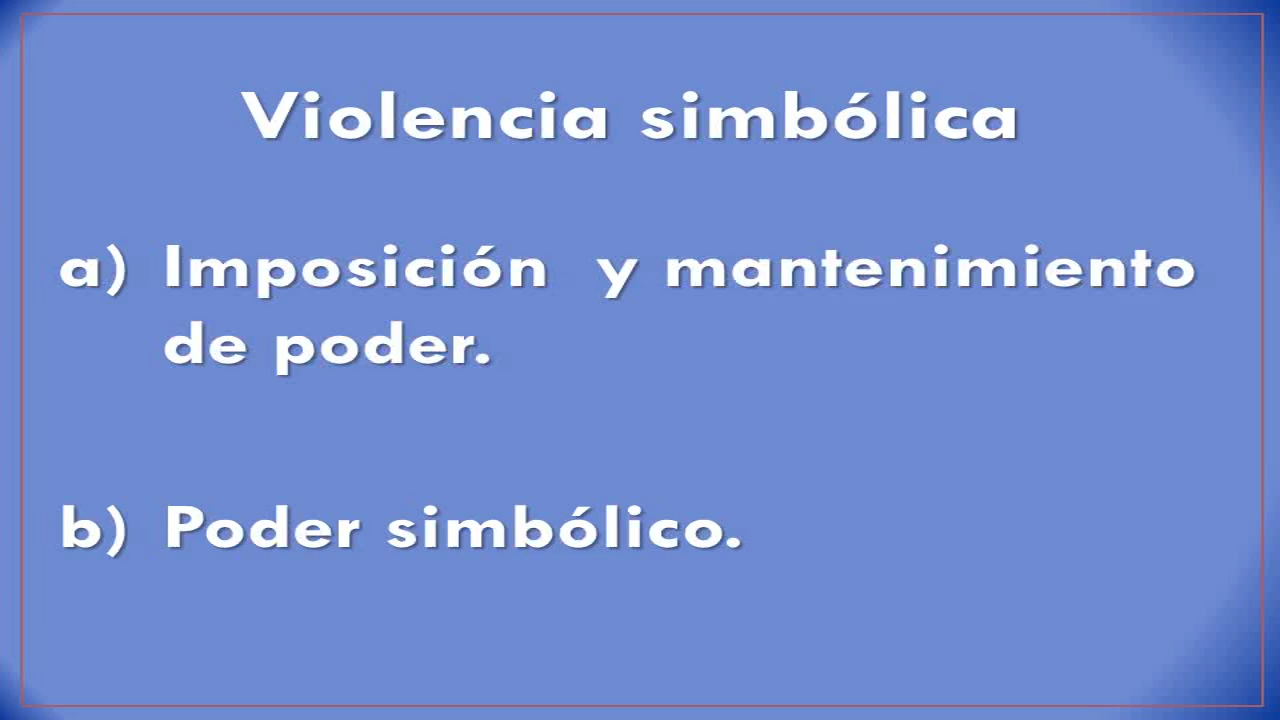 Violencia simbólica
a) Imposición y mantenimiento
de poder.
b) Poder simbólico.